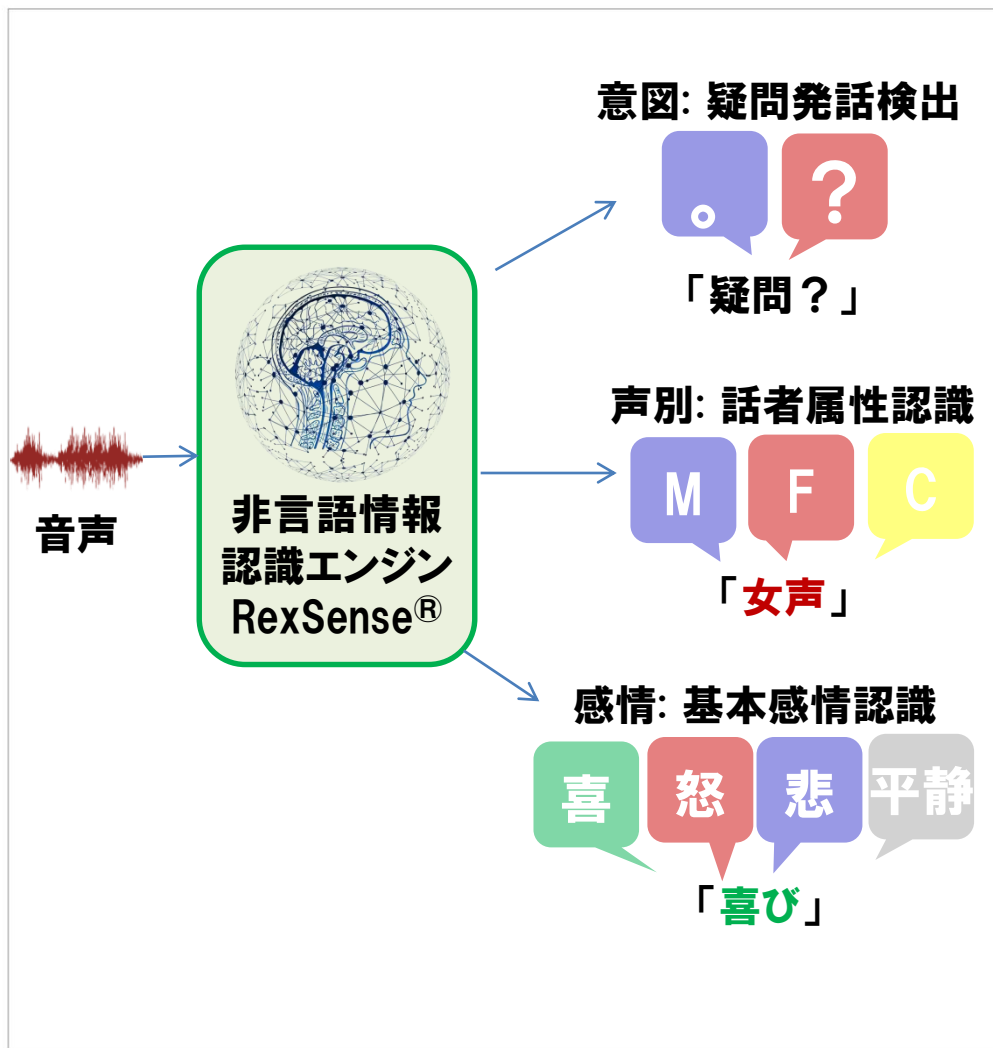 意図: 疑問発話検出
。 ?
「疑問？」
音声
非言語情報
認識エンジン
RexSense®
声別: 話者属性認識
M F C
「女声」
感情: 基本感情認識
喜 怒 悲 平静
「喜び」